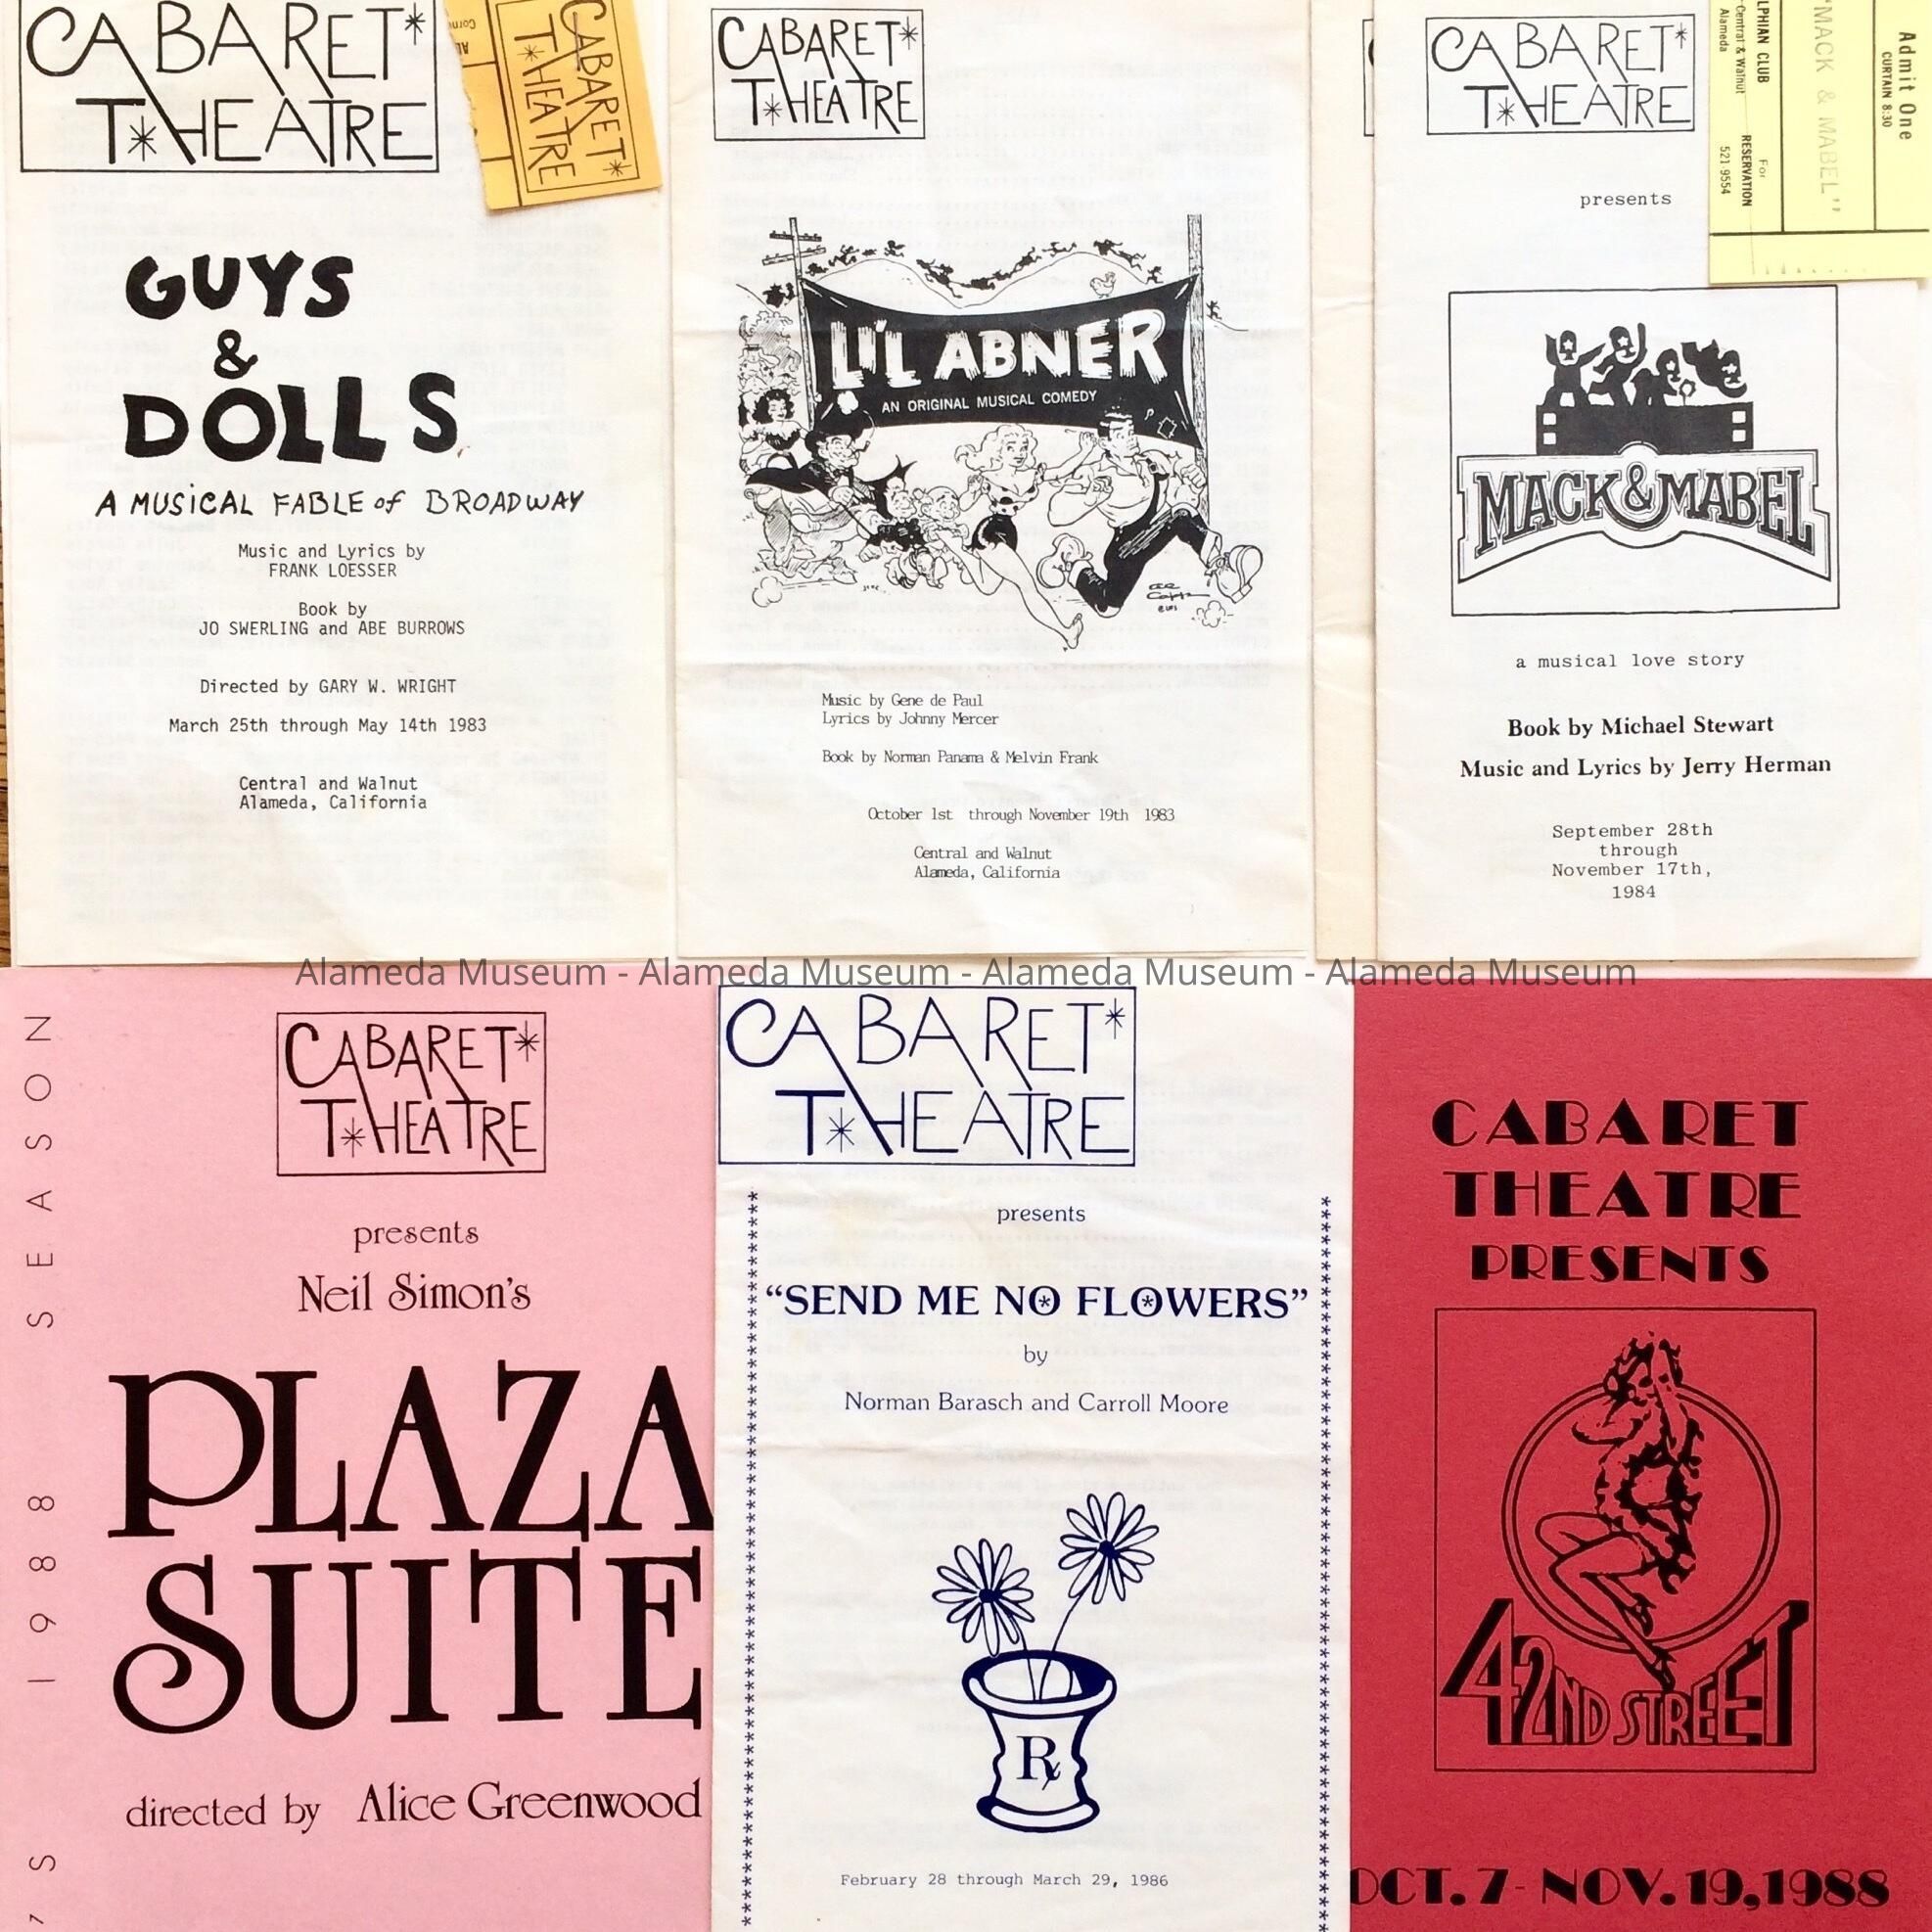 CABARET
THEATRE
CABARET
THEATRE
GUYS
&
DOLLS
A MUSICAL FABLE of BROADWAY
Music and Lyrics by
FRANK LOESSER
Book by
JO SWERLING and ABE BURROWS
Directed by GARY W. WRIGHT
March 25th through May 14th 1983
Central and Walnut
Alameda, California
CABARET
THEATRE
LI'L ABNER
AN ORIGINAL MUSICAL COMEDY
Music by Gene de Paul
Lyrics by Johnny Mercer
Book by Norman Panama & Melvin Frank
October 1st through November 19th 1983
Central and Walnut
Alameda, California
CABARET
THEATRE
Admit One
CURTAIN 8:30
"MACK & MABEL"
For
RESERVATION
521-9554
LPHIAN CLUB
Central & Walnut
Alameda
presents
MACK & MABEL
a musical love story
Book by Michael Stewart
Music and Lyrics by Jerry Herman
September 28th
through
November 17th,
1984
Alameda Museum - Alameda Museum - Alameda Museum - Alameda Museum
1988 SEASON
CABARET
THEATRE
presents
Neil Simon's
PLAZA
SUITE
directed by Alice Greenwood
CABARET
THEATRE
presents
"SEND ME NO FLOWERS"
by
Norman Barasch and Carroll Moore
Rx
February 28 through March 29, 1986
CABARET
THEATRE
PRESENTS
42ND STREET
OCT. 7 - NOV. 19, 1988